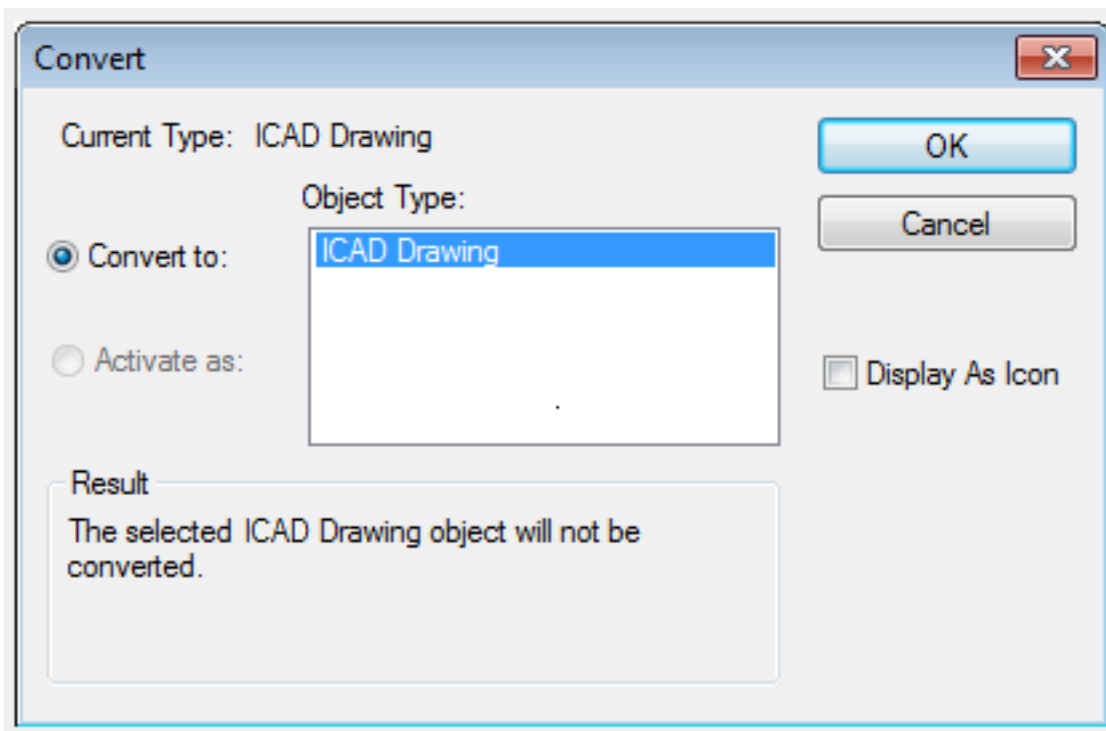 Convert
Current Type: ICAD Drawing
OK
Object Type:
Cancel
Convert to:
ICAD Drawing
Activate as:
Display As Icon
Result
The selected ICAD Drawing object will not be
converted.